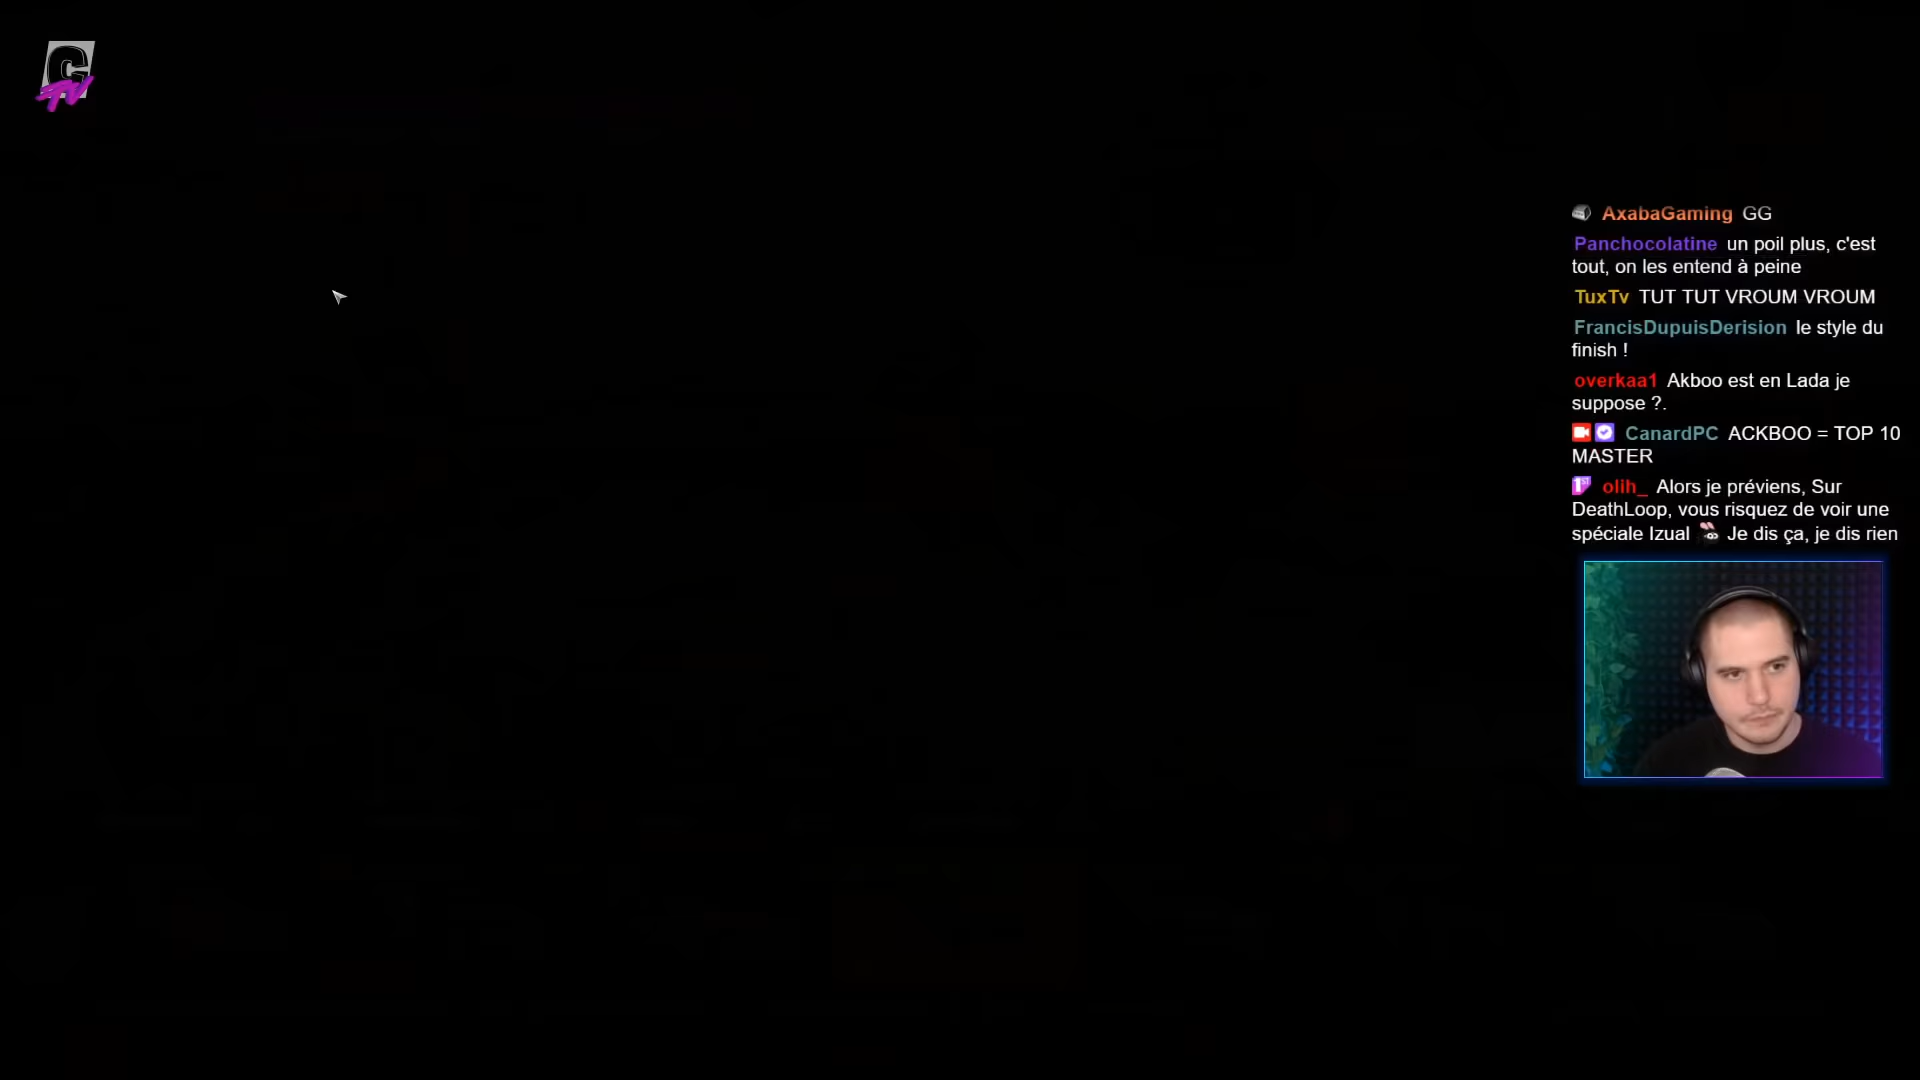 C
TV
AxabaGaming GG
Panchocolatine un poil plus, c'est
tout, on les entend à peine
TuxTv TUT TUT VROUM VROUM
FrancisDupuisDerision le style du
finish !
overkaa1 Akboo est en Lada je
suppose ?.
CanardPC ACKBOO = TOP 10
MASTER
1ST olih_ Alors je préviens, Sur
DeathLoop, vous risquez de voir une
spéciale Izual Je dis ça, je dis rien